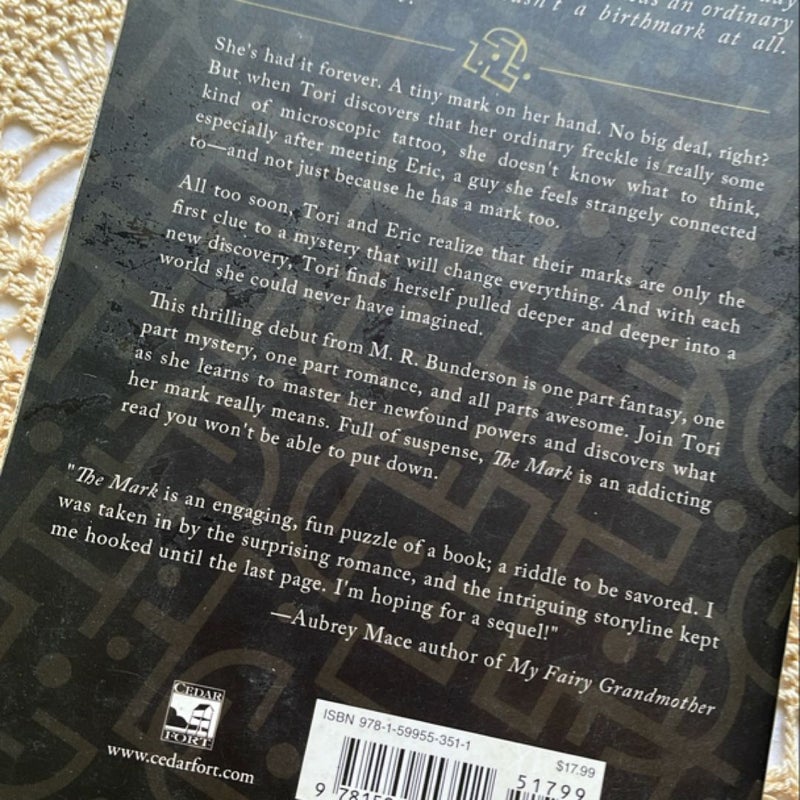 as an ordinary
a birthmark at all.
She's had it forever. A tiny mark on her hand. No big deal, right?
But when Tori discovers that her ordinary freckle is really some
kind of microscopic tattoo, she doesn't know what to think,
especially after meeting Eric, a guy she feels strangely connected
to—and not just because he has a mark too.
All too soon, Tori and Eric realize that their marks are only the
first clue to a mystery that will change everything. And with each
new discovery, Tori finds herself pulled deeper and deeper into a
world she could never have imagined.
This thrilling debut from M. R. Bunderson is one part fantasy, one
part mystery, one part romance, and all parts awesome. Join Tori
as she learns to master her newfound powers and discovers what
her mark really means. Full of suspense, The Mark is an addicting
read you won't be able to put down.
"The Mark is an engaging, fun puzzle of a book; a riddle to be savored. I
was taken in by the surprising romance, and the intriguing storyline kept
me hooked until the last page. I'm hoping for a sequel!"
—Aubrey Mace author of My Fairy Grandmother
CEDAR
FORT
www.cedarfort.com
ISBN 978-1-59955-351-1
$17.99
51799